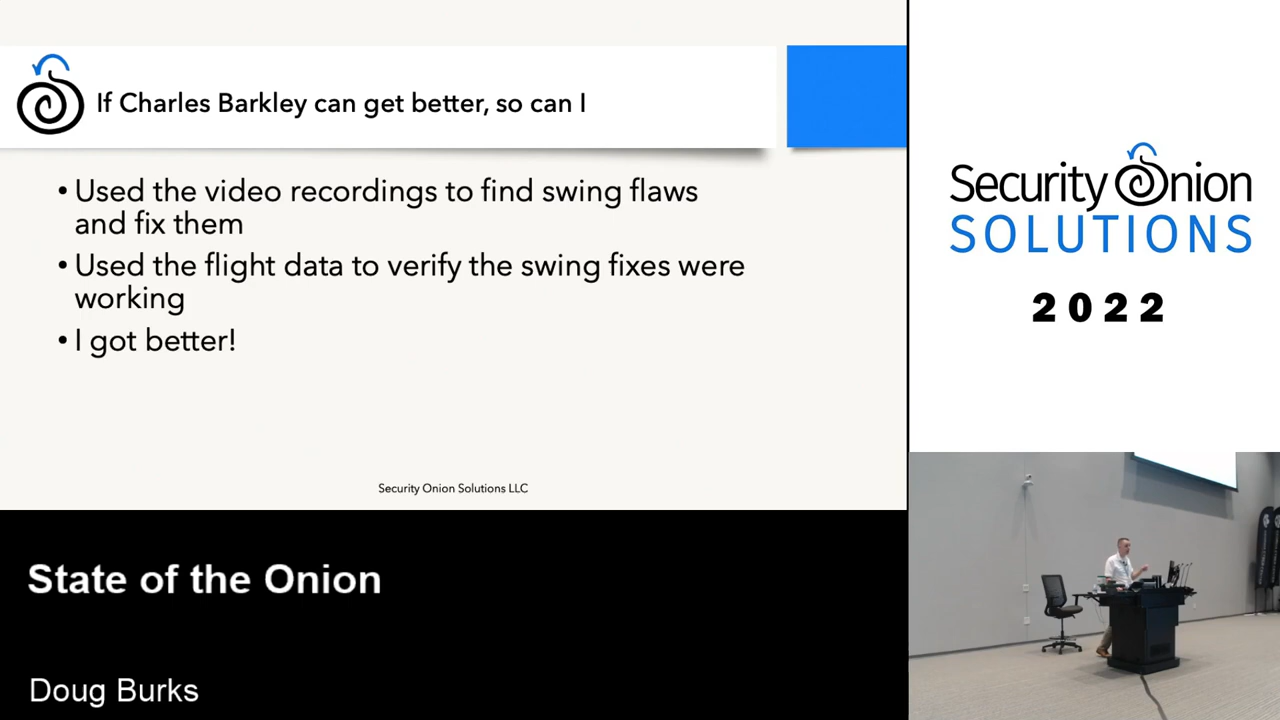 If Charles Barkley can get better, so can I
• Used the video recordings to find swing flaws
and fix them
• Used the flight data to verify the swing fixes were
working
• I got better!
Security Onion Solutions LLC
Security Onion
SOLUTIONS
2022
State of the Onion
Doug Burks